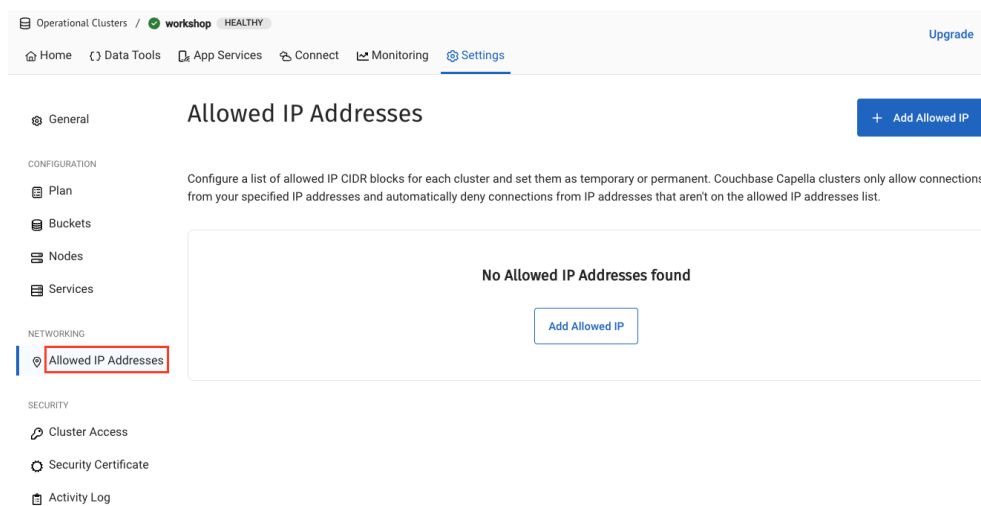 Operational Clusters / workshop HEALTHY
Upgrade
Home {} Data Tools App Services Connect Monitoring Settings
General
CONFIGURATION
Plan
Buckets
Nodes
Services
NETWORKING
Allowed IP Addresses
SECURITY
Cluster Access
Security Certificate
Activity Log
Allowed IP Addresses
+ Add Allowed IP
Configure a list of allowed IP CIDR blocks for each cluster and set them as temporary or permanent. Couchbase Capella clusters only allow connections
from your specified IP addresses and automatically deny connections from IP addresses that aren't on the allowed IP addresses list.
No Allowed IP Addresses found
Add Allowed IP